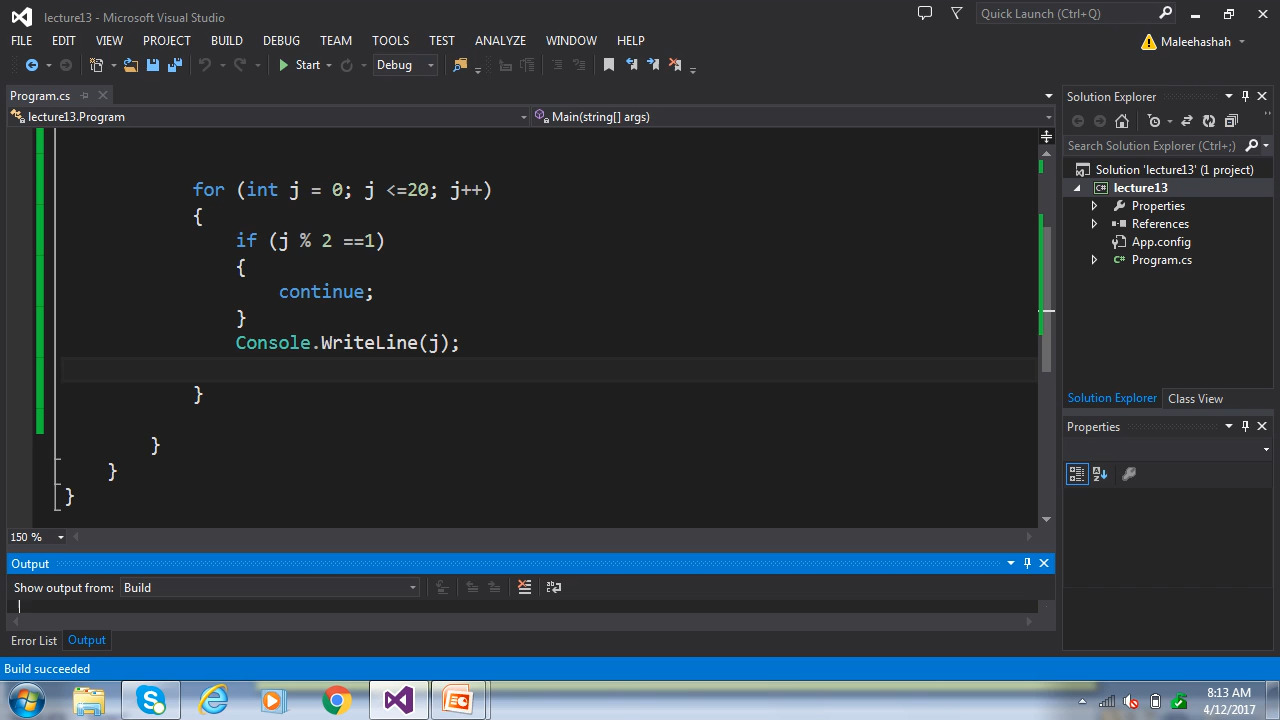 lecture13 - Microsoft Visual Studio
Quick Launch (Ctrl+Q)
FILE EDIT VIEW PROJECT BUILD DEBUG TEAM TOOLS TEST ANALYZE WINDOW HELP
Maleehashah
Start Debug
Program.cs
lecture13.Program
Main(string[] args)
for (int j = 0; j <=20; j++)
{
if (j % 2 ==1)
{
continue;
}
Console.WriteLine(j);
}
}
}
}
150 %
Output
Show output from: Build
Error List Output
Build succeeded
Solution Explorer
Search Solution Explorer (Ctrl+;)
Solution 'lecture13' (1 project)
C# lecture13
Properties
References
App.config
C# Program.cs
Solution Explorer Class View
Properties
8:13 AM
4/12/2017